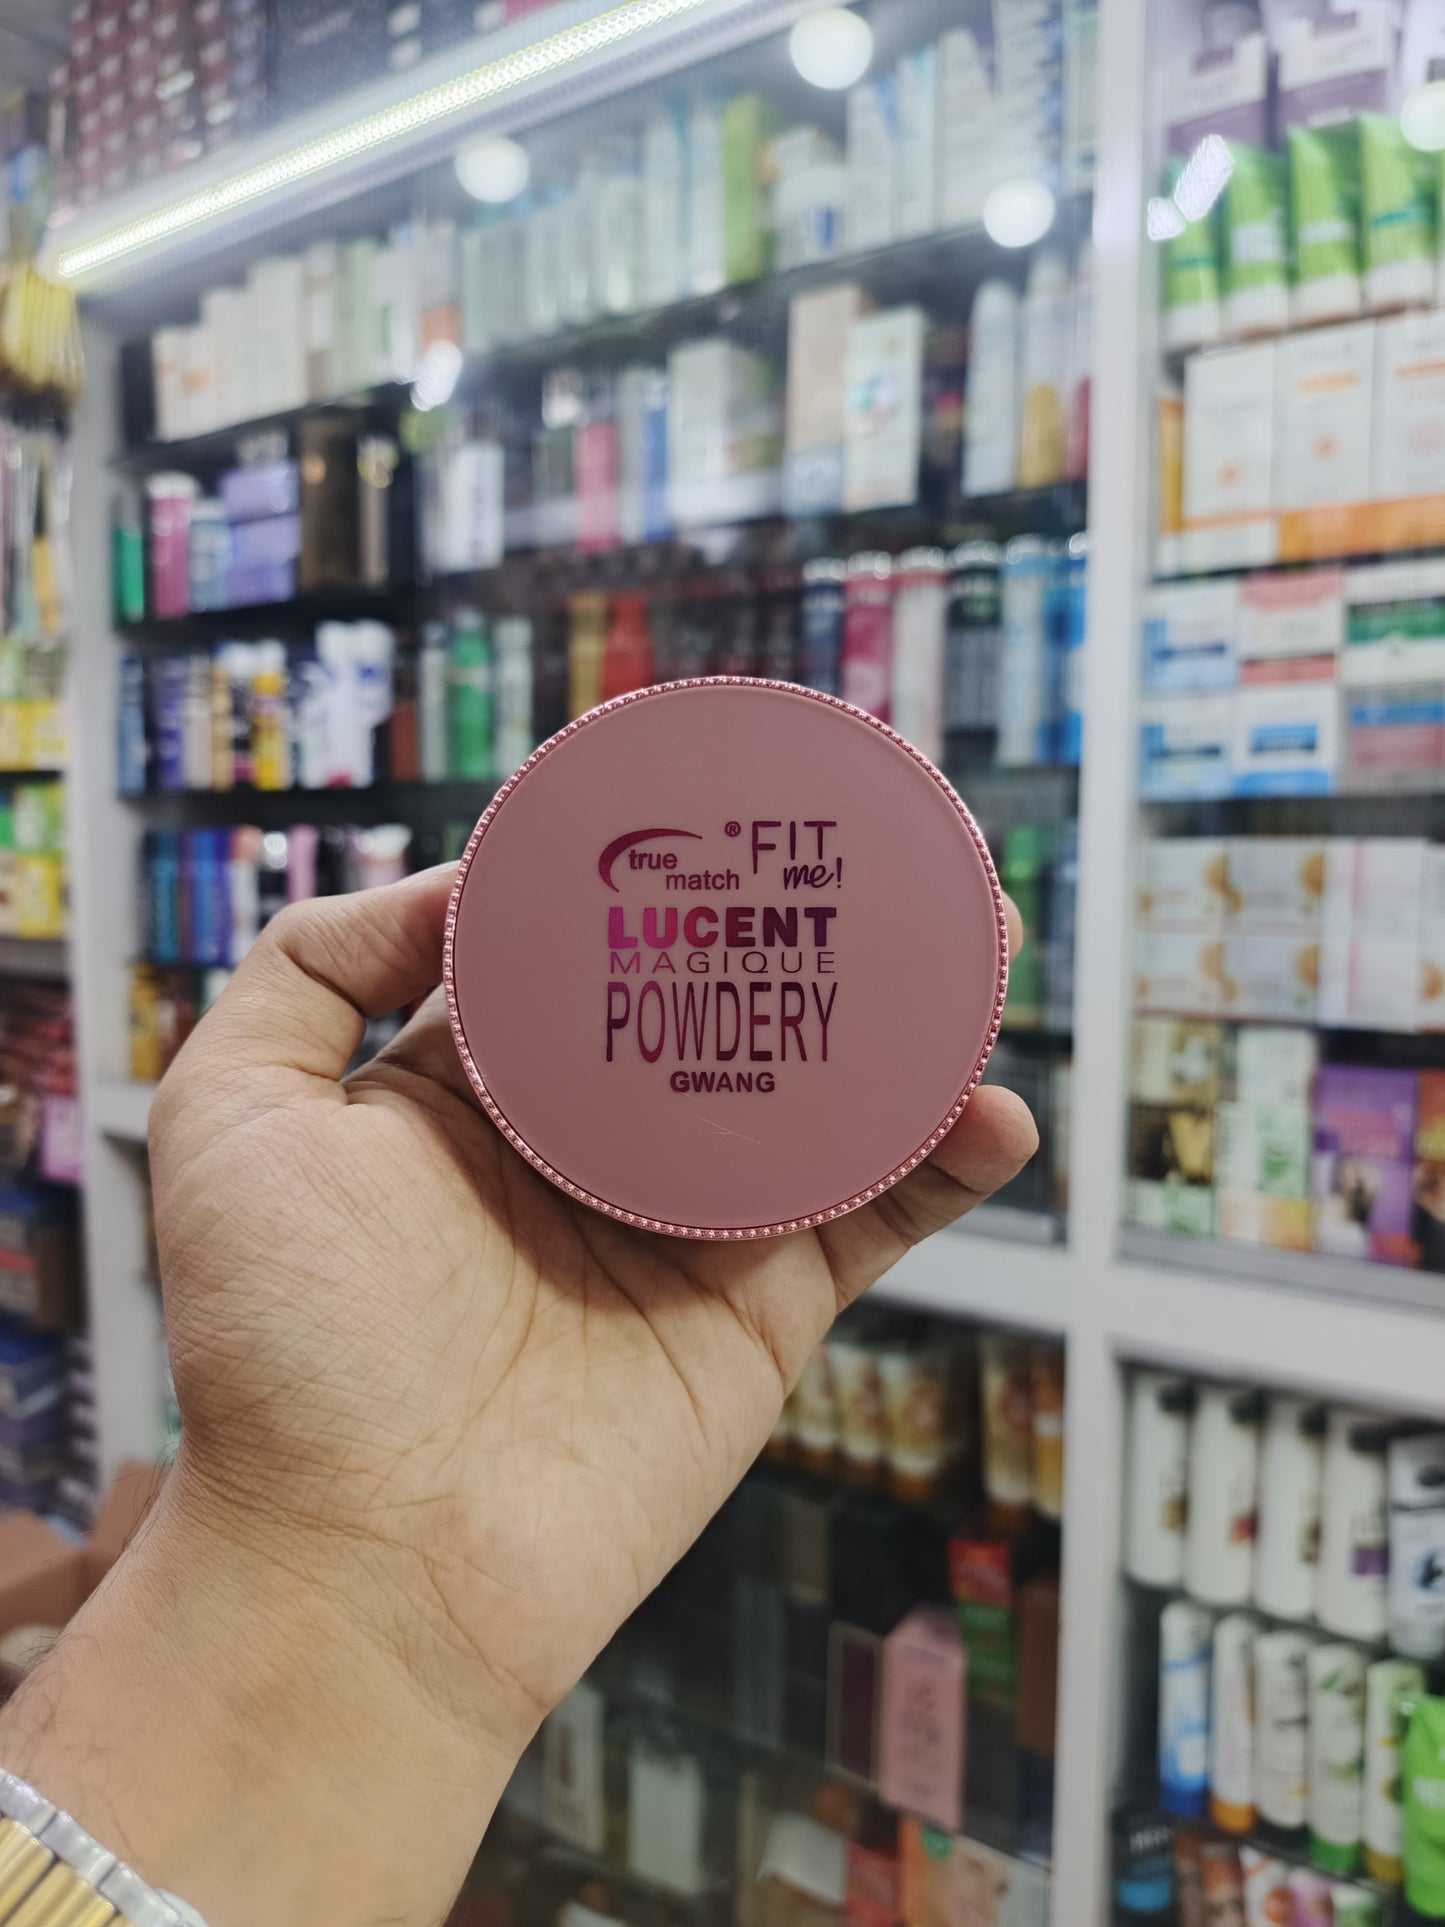 true match ® FIT me!
LUCENT
MAGIQUE
POWDERY
GWANG